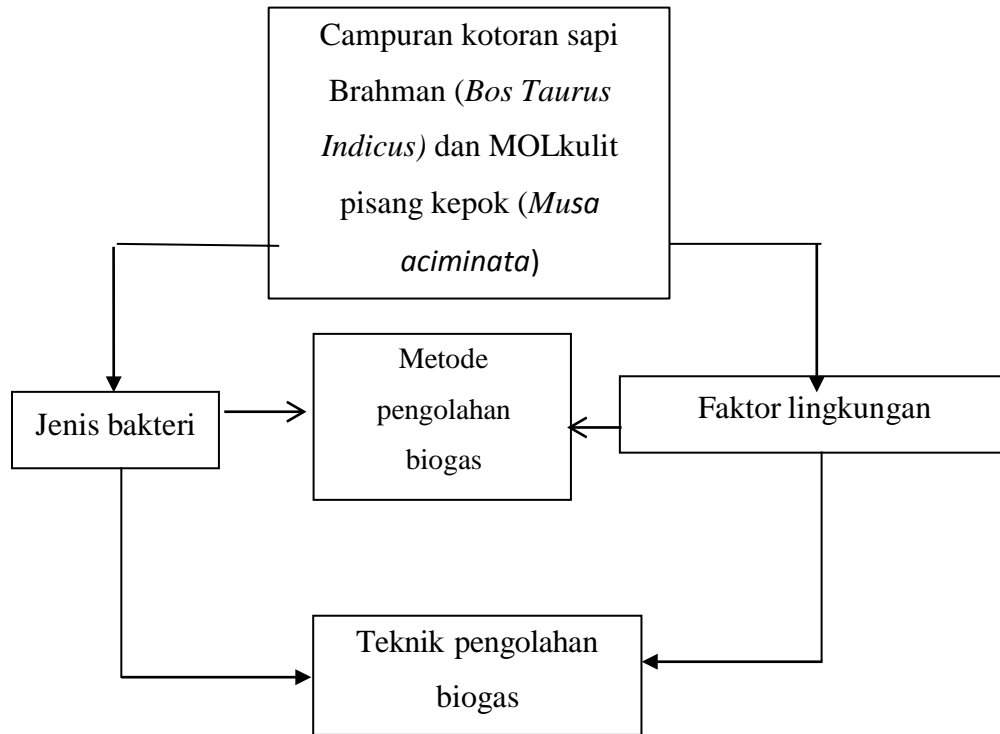 Campuran kotoran sapi
Brahman (Bos Taurus
Indicus) dan MOLkulit
pisang kepok (Musa
aciminata)
Metode
pengolahan
biogas
Jenis bakteri
Faktor lingkungan
Teknik pengolahan
biogas